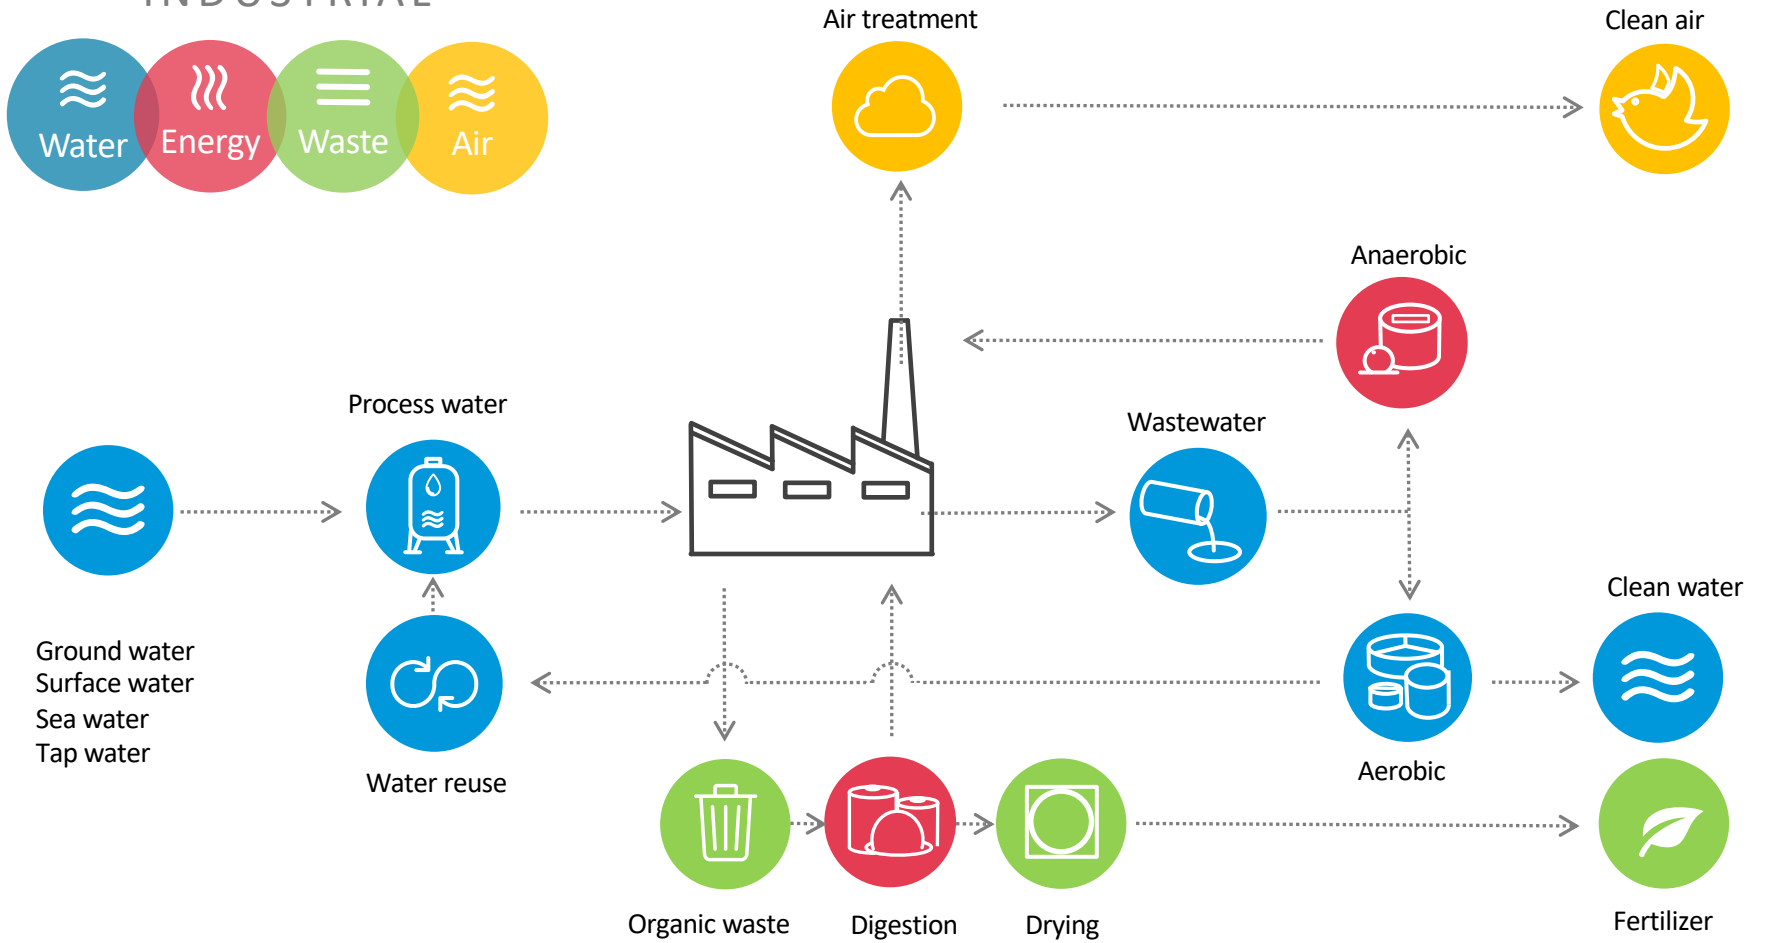 INDUSTRIAL
Water
Energy
Waste
Air
Air treatment
Clean air
Anaerobic
Process water
Wastewater
Clean water
Ground water
Surface water
Sea water
Tap water
Water reuse
Aerobic
Organic waste
Digestion
Drying
Fertilizer